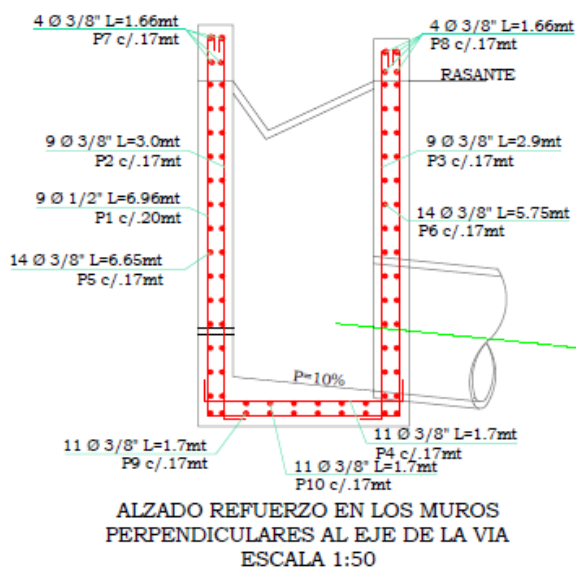 4 Ø 3/8" L=1.66mt
P7 c/.17mt
4 Ø 3/8" L=1.66mt
P8 c/.17mt
RASANTE
9 Ø 3/8" L=3.0mt
P2 c/.17mt
9 Ø 3/8" L=2.9mt
P3 c/.17mt
9 Ø 1/2" L=6.96mt
P1 c/.20mt
14 Ø 3/8" L=5.75mt
P6 c/.17mt
14 Ø 3/8" L=6.65mt
P5 c/.17mt
P=10%
11 Ø 3/8" L=1.7mt
P4 c/.17mt
11 Ø 3/8" L=1.7mt
P9 c/.17mt
11 Ø 3/8" L=1.7mt
P10 c/.17mt
ALZADO REFUERZO EN LOS MUROS
PERPENDICULARES AL EJE DE LA VIA
ESCALA 1:50